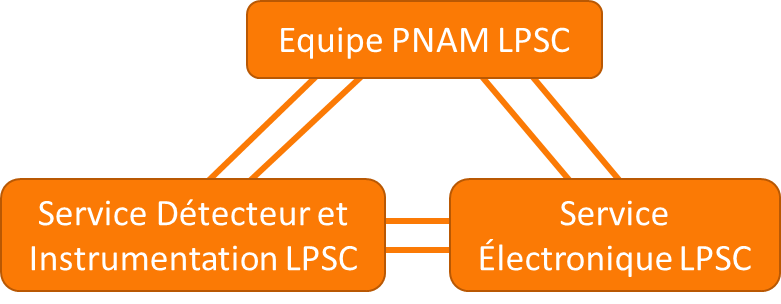 Equipe PNAM LPSC
Service Détecteur et
Instrumentation LPSC
Service
Électronique LPSC